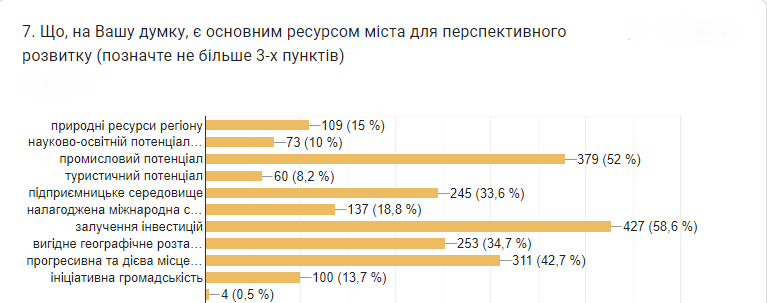 7. Що, на Вашу думку, є основним ресурсом міста для перспективного
розвитку (позначте не більше 3-х пунктів)
природні ресурси регіону 109 (15 %)
науково-освітній потенціал… 73 (10 %)
промисловий потенціал 379 (52 %)
туристичний потенціал 60 (8,2 %)
підприємницьке середовище 245 (33,6 %)
налагоджена міжнародна с… 137 (18,8 %)
залучення інвестицій 427 (58,6 %)
вигідне географічне розта… 253 (34,7 %)
прогресивна та дієва місце… 311 (42,7 %)
ініціативна громадськість 100 (13,7 %)
4 (0,5 %)